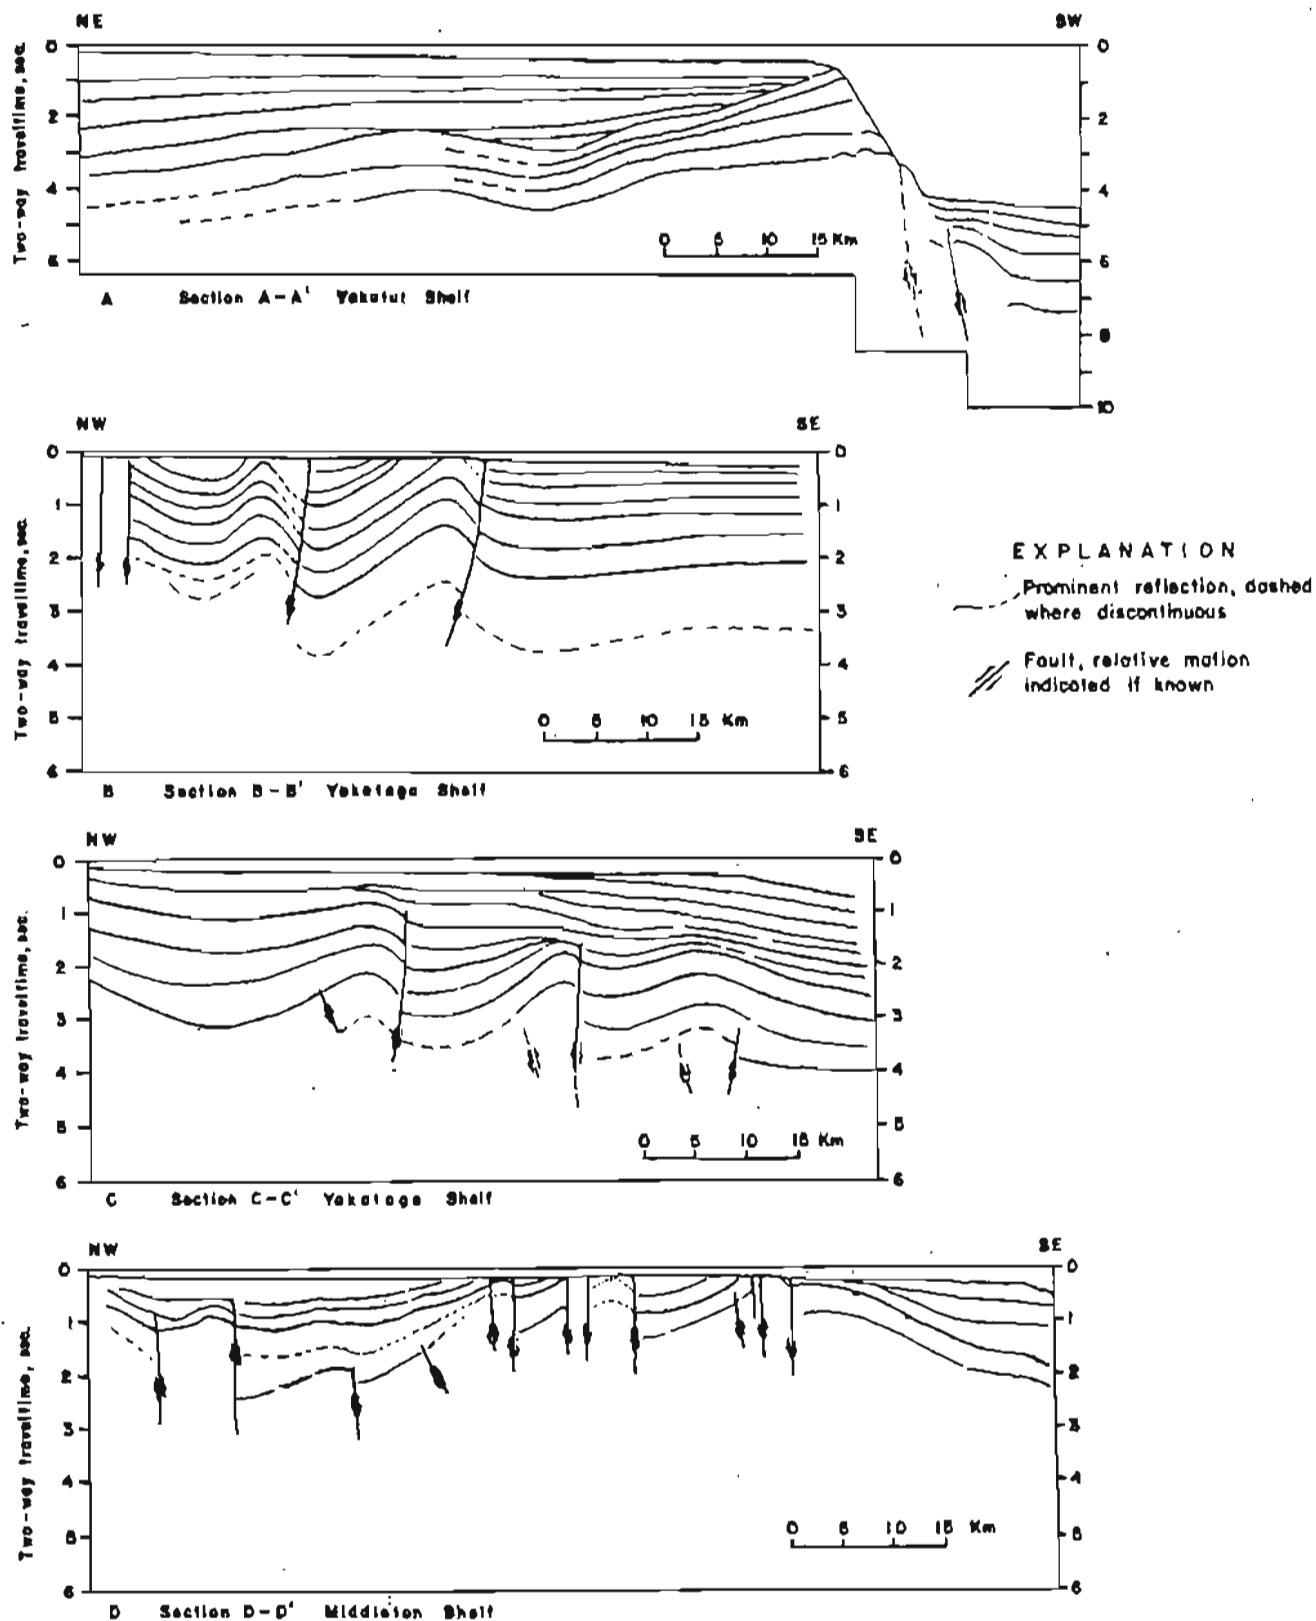 NE SW
Two-way traveltime, sec.
0 2 4 6
0 2 4 6 8 10
0 5 10 15 Km
A Section A-A' Yakutut Shelf
NW SE
Two-way traveltime, sec.
0 1 2 3 4 5 6
0 1 2 3 4 5 6
0 5 10 15 Km
B Section B-B' Yakataga Shelf
EXPLANATION
Prominent reflection, dashed
where discontinuous
Fault, relative motion
indicated if known
NW SE
Two-way traveltime, sec.
0 1 2 3 4 5 6
0 1 2 3 4 5 6
0 5 10 15 Km
C Section C-C' Yakataga Shelf
NW SE
Two-way traveltime, sec.
0 1 2 3 4 5 6
0 1 2 3 4 5 6
0 5 10 15 Km
D Section D-D' Middleton Shelf